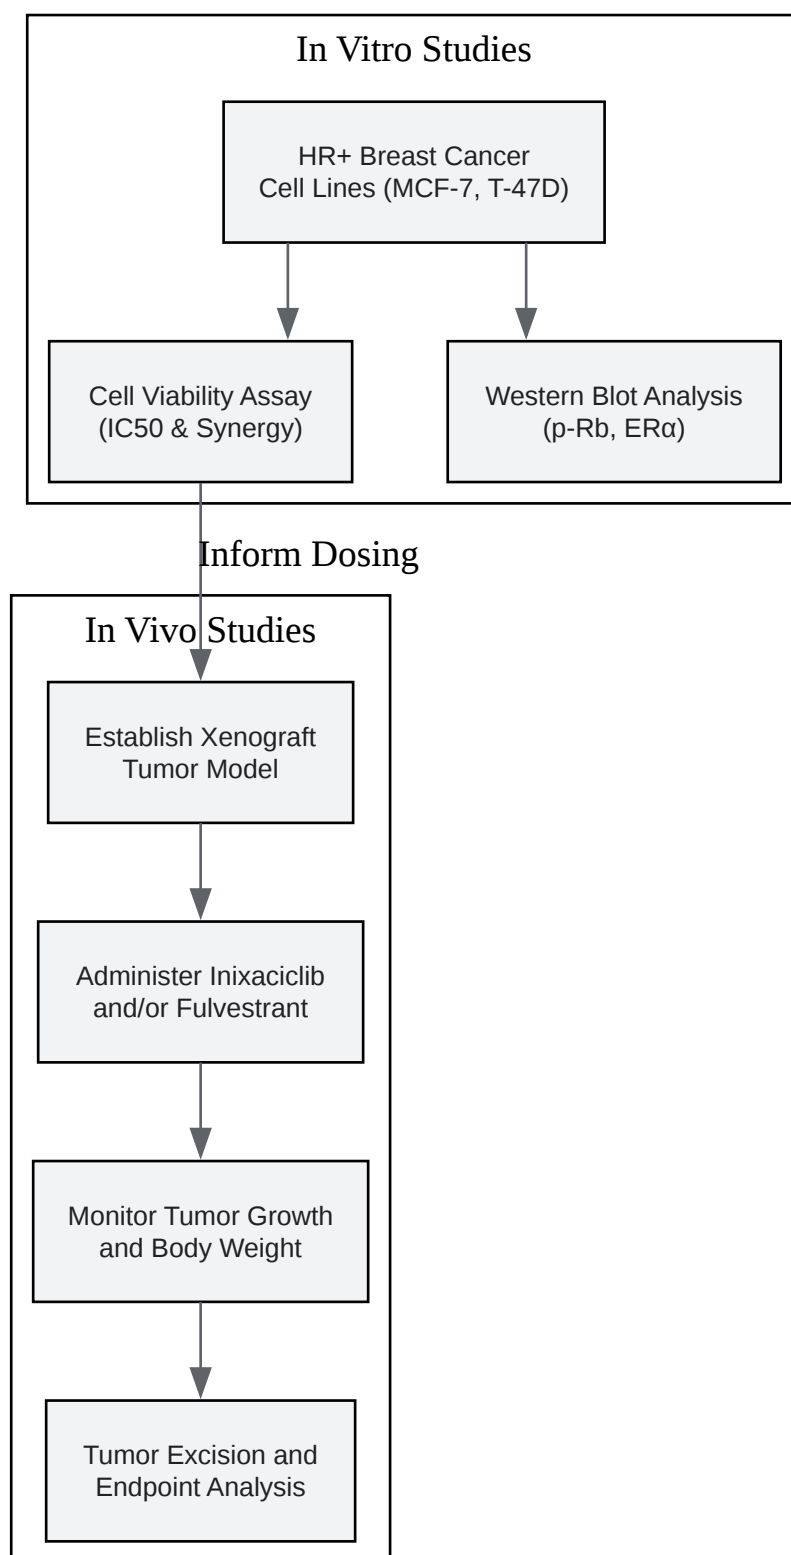 In Vitro Studies
HR+ Breast Cancer
Cell Lines (MCF-7, T-47D)
Cell Viability Assay
(IC50 & Synergy)
Western Blot Analysis
(p-Rb, ERα)
Inform Dosing
In Vivo Studies
Establish Xenograft
Tumor Model
Administer Inixaciclib
and/or Fulvestrant
Monitor Tumor Growth
and Body Weight
Tumor Excision and
Endpoint Analysis